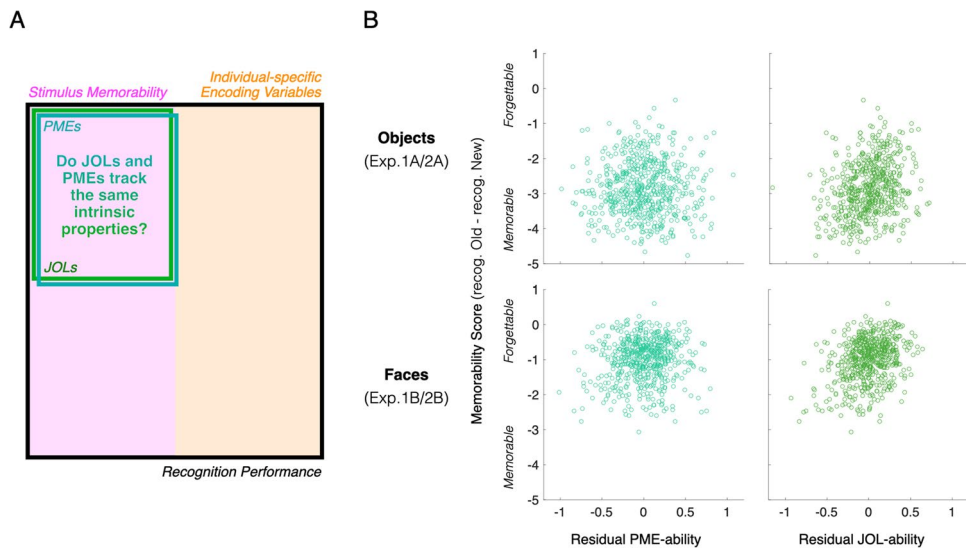 A
Individual-specific
Stimulus Memorability
Encoding Variables
PMEs
Do JOLs and
PMEs track
the same
intrinsic
properties?
JOLs
Recognition Performance
B
Objects
(Exp.1A/2A)
Faces
(Exp.1B/2B)
Memorability Score (recog. Old - recog. New)
Forgettable
Memorable
1
0
-1
-2
-3
-4
-5
Forgettable
Memorable
1
0
-1
-2
-3
-4
-5
-1
-0.5
0
0.5
1
-1
-0.5
0
0.5
1
Residual PME-ability
Residual JOL-ability